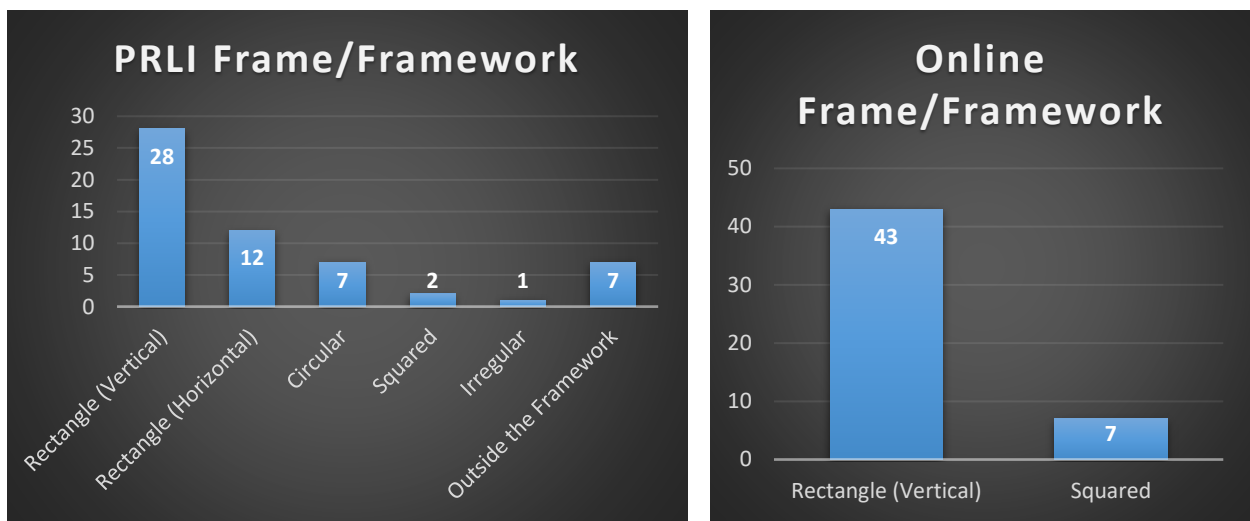 PRLI Frame/Framework
30
25
20
15
10
5
0
28
12
7
2
1
7
Rectangle (Vertical)
Rectangle (Horizontal)
Circular
Squared
Irregular
Outside the Framework
Online
Frame/Framework
50
40
30
20
10
0
43
7
Rectangle (Vertical)
Squared